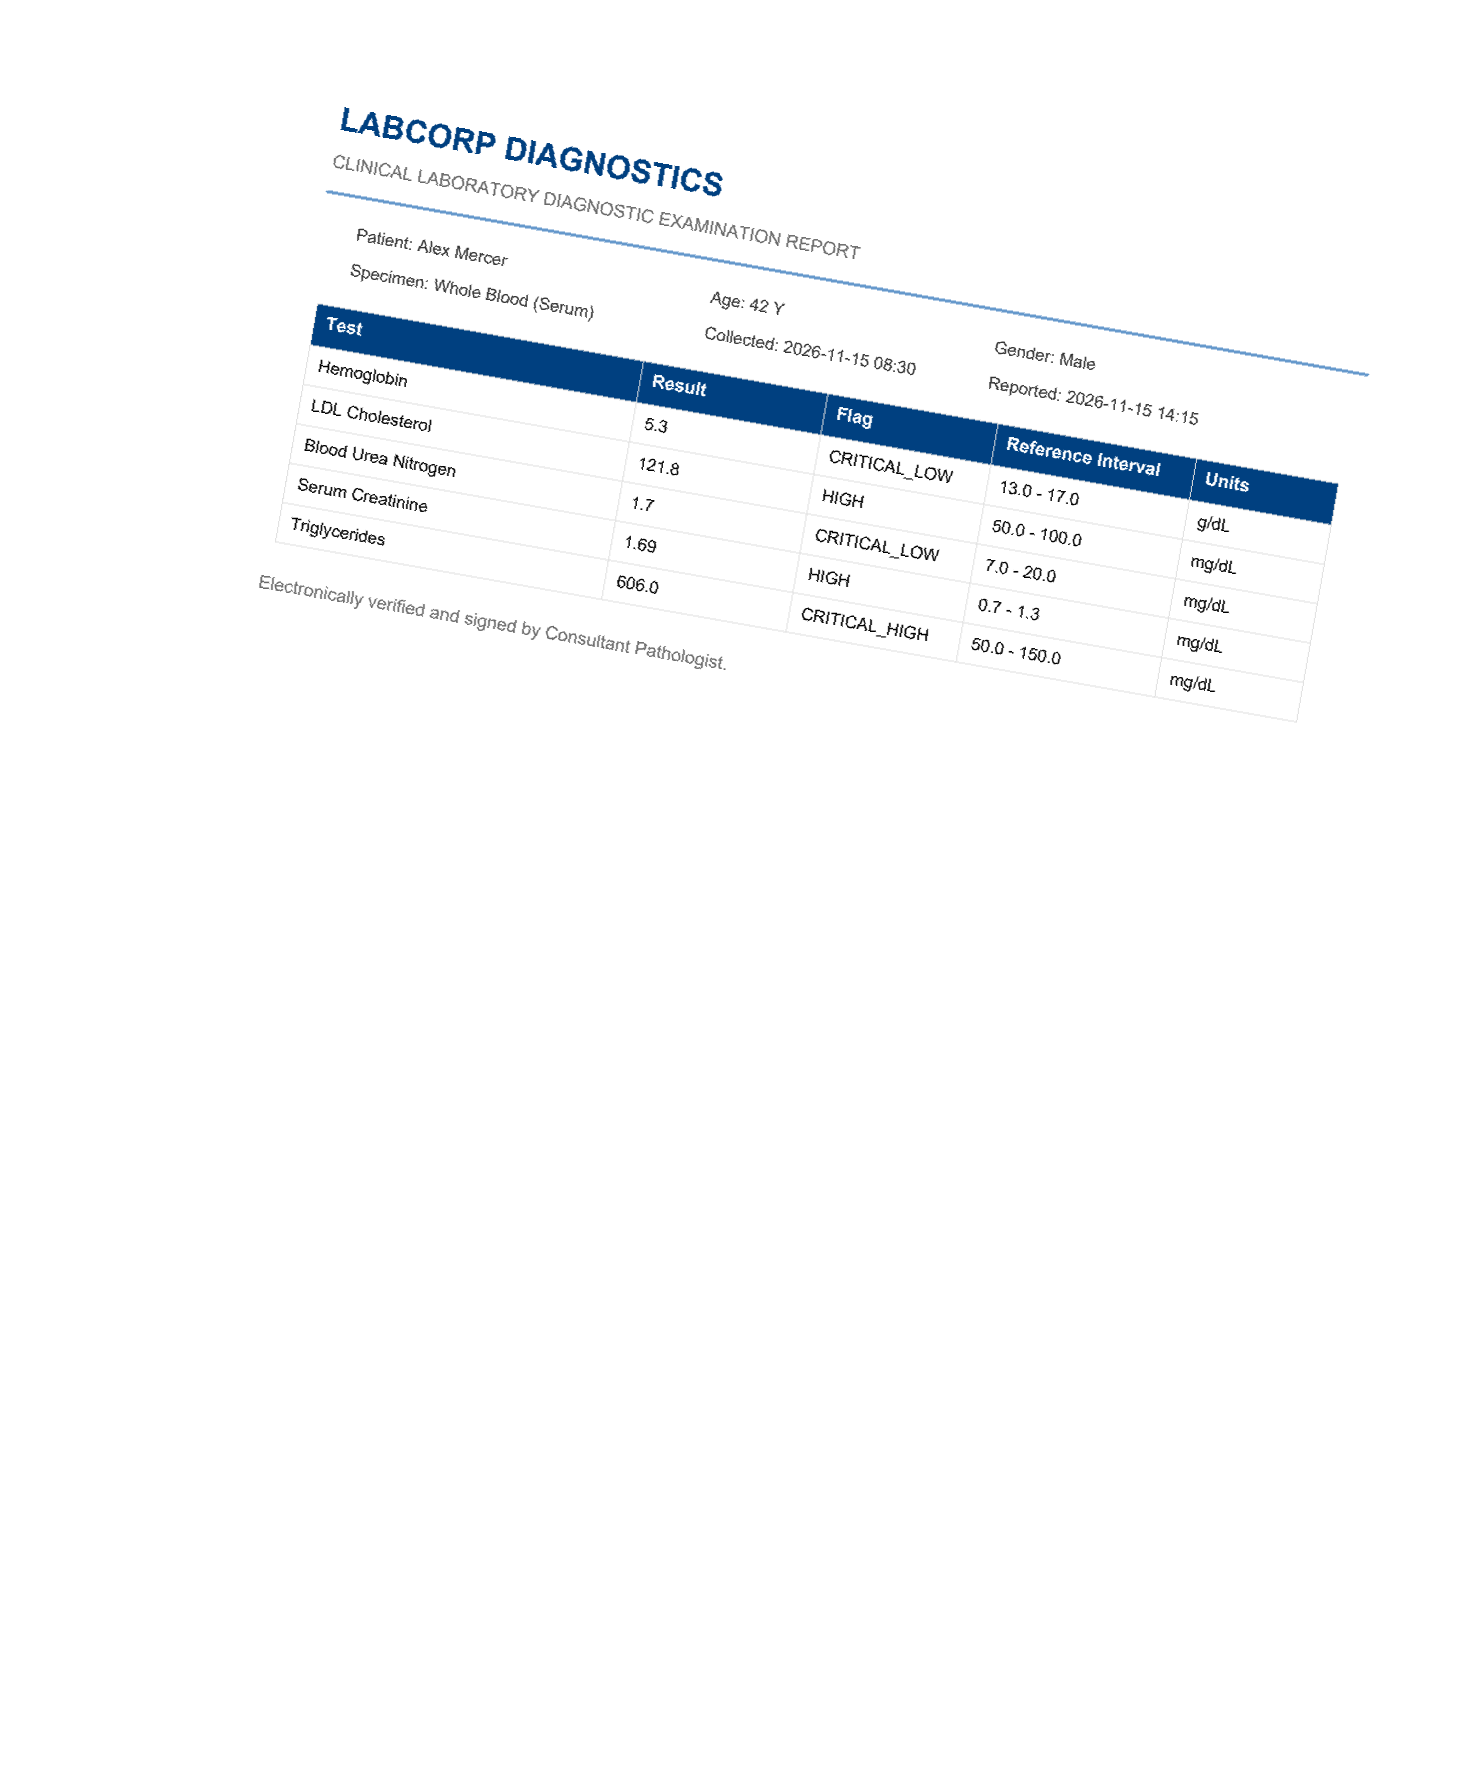 LABCORP DIAGNOSTICS
CLINICAL LABORATORY DIAGNOSTIC EXAMINATION REPORT
Patient: Alex Mercer Age: 42 Y Gender: Male
Specimen: Whole Blood (Serum) Collected: 2026-11-15 08:30 Reported: 2026-11-15 14:15
Test Result Flag Reference Interval Units
Hemoglobin 5.3 CRITICAL_LOW 13.0 - 17.0 g/dL
LDL Cholesterol 121.8 HIGH 50.0 - 100.0 mg/dL
Blood Urea Nitrogen 1.7 CRITICAL_LOW 7.0 - 20.0 mg/dL
Serum Creatinine 1.69 HIGH 0.7 - 1.3 mg/dL
Triglycerides 606.0 CRITICAL_HIGH 50.0 - 150.0 mg/dL
Electronically verified and signed by Consultant Pathologist.